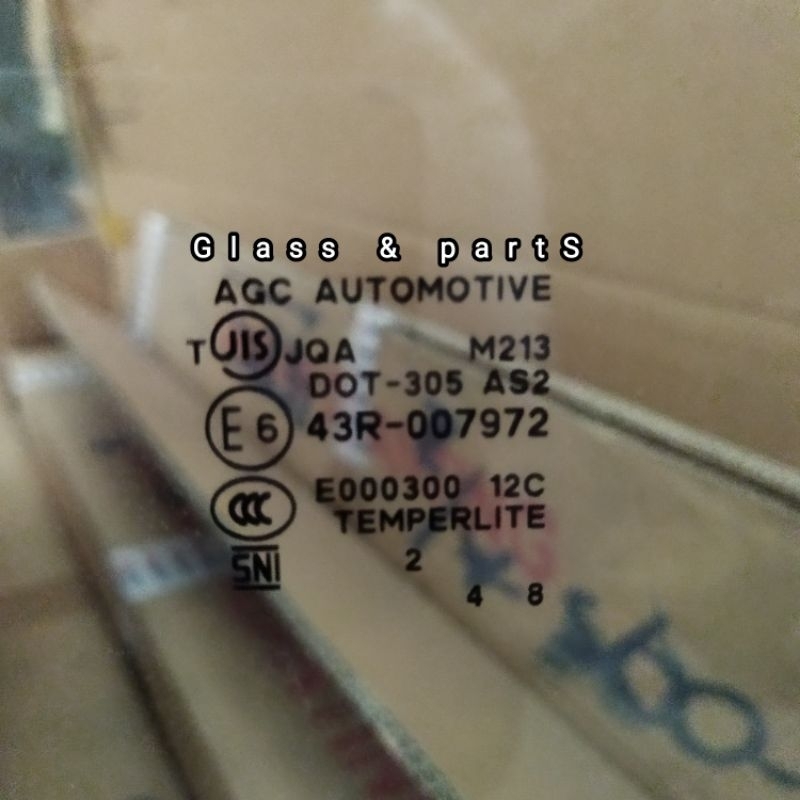 Glass & partS
AGC AUTOMOTIVE
T JIS JQA M213
DOT-305 AS2
E6 43R-007972
CCC E000300 12C
TEMPERLITE
SNI 2
4 8